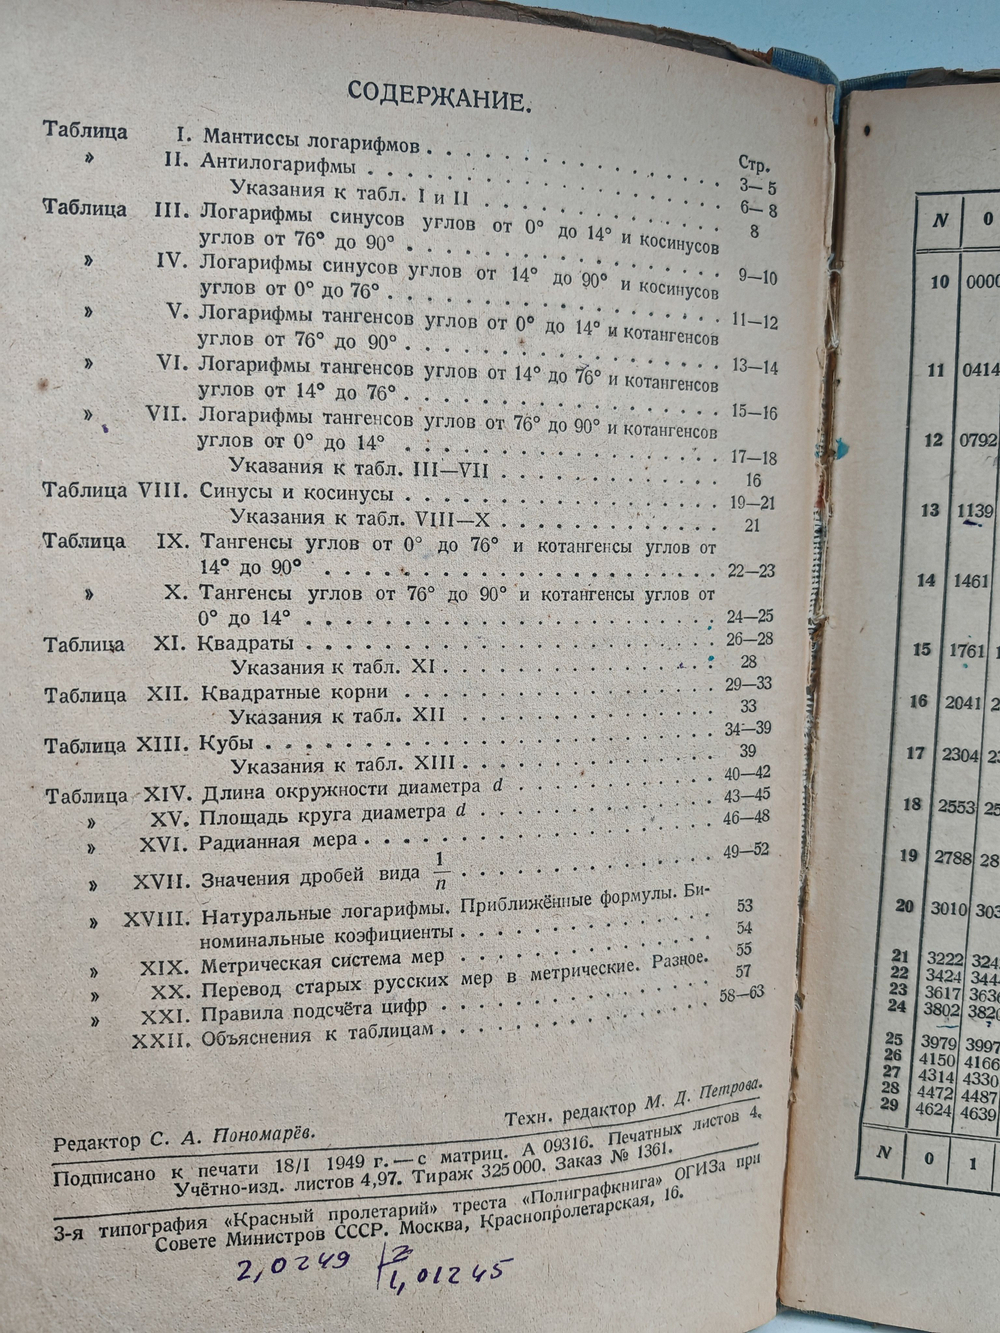 СОДЕРЖАНИЕ.
Стр.
Таблица I. Мантиссы логарифмов . . . . . 3—5
» II. Антилогарифмы . . . . . 6—8
Указания к табл. I и II . . . . . 8
Таблица III. Логарифмы синусов углов от 0° до 14° и косинусов
углов от 76° до 90° . . . . . 9—10
» IV. Логарифмы синусов углов от 14° до 90° и косинусов
углов от 0° до 76° . . . . . 11—12
» V. Логарифмы тангенсов углов от 0° до 14° и котангенсов
углов от 76° до 90° . . . . . 13—14
» VI. Логарифмы тангенсов углов от 14° до 76° и котангенсов
углов от 14° до 76° . . . . . 15—16
» VII. Логарифмы тангенсов углов от 76° до 90° и котангенсов
углов от 0° до 14° . . . . . 17—18
Указания к табл. III—VII . . . . . 16
Таблица VIII. Синусы и косинусы . . . . . 19—21
Указания к табл. VIII—X . . . . . 21
Таблица IX. Тангенсы углов от 0° до 76° и котангенсы углов от
14° до 90° . . . . . 22—23
» X. Тангенсы углов от 76° до 90° и котангенсы углов от
0° до 14° . . . . . 24—25
Таблица XI. Квадраты . . . . . 26—28
Указания к табл. XI . . . . . 28
Таблица XII. Квадратные корни . . . . . 29—33
Указания к табл. XII . . . . . 33
Таблица XIII. Кубы . . . . . 34—39
Указания к табл. XIII . . . . . 39
Таблица XIV. Длина окружности диаметра d . . . . . 40—42
» XV. Площадь круга диаметра d . . . . . 43—45
» XVI. Радианная мера . . . . . 46—48
» XVII. Значения дробей вида 1/n . . . . . 49—52
» XVIII. Натуральные логарифмы. Приближённые формулы. Би-
номинальные коэфициенты . . . . . 53
» XIX. Метрическая система мер . . . . . 54
» XX. Перевод старых русских мер в метрические. Разное. 55
» XXI. Правила подсчёта цифр . . . . . 57
XXII. Объяснения к таблицам . . . . . 58—63
Редактор С. А. Пономарёв. Техн. редактор М. Д. Петрова.
Подписано к печати 18/I 1949 г. — с матриц. А 09316. Печатных листов 4.
Учётно-изд. листов 4,97. Тираж 325 000. Заказ № 1361.
3-я типография «Красный пролетарий» треста «Полиграфкнига» ОГИЗа при
Совете Министров СССР. Москва, Краснопролетарская, 16.
2,0249 2
1,01245
N 0
10 0000
11 0414
12 0792
13 1139
14 1461
15 1761 1
16 2041 2
17 2304 23
18 2553 25
19 2788 28
20 3010 303
21 3222 324
22 3424 344
23 3617 3636
24 3802 3820
25 3979 3997
26 4150 4166
27 4314 4330
28 4472 4487
29 4624 4639
N 0 1